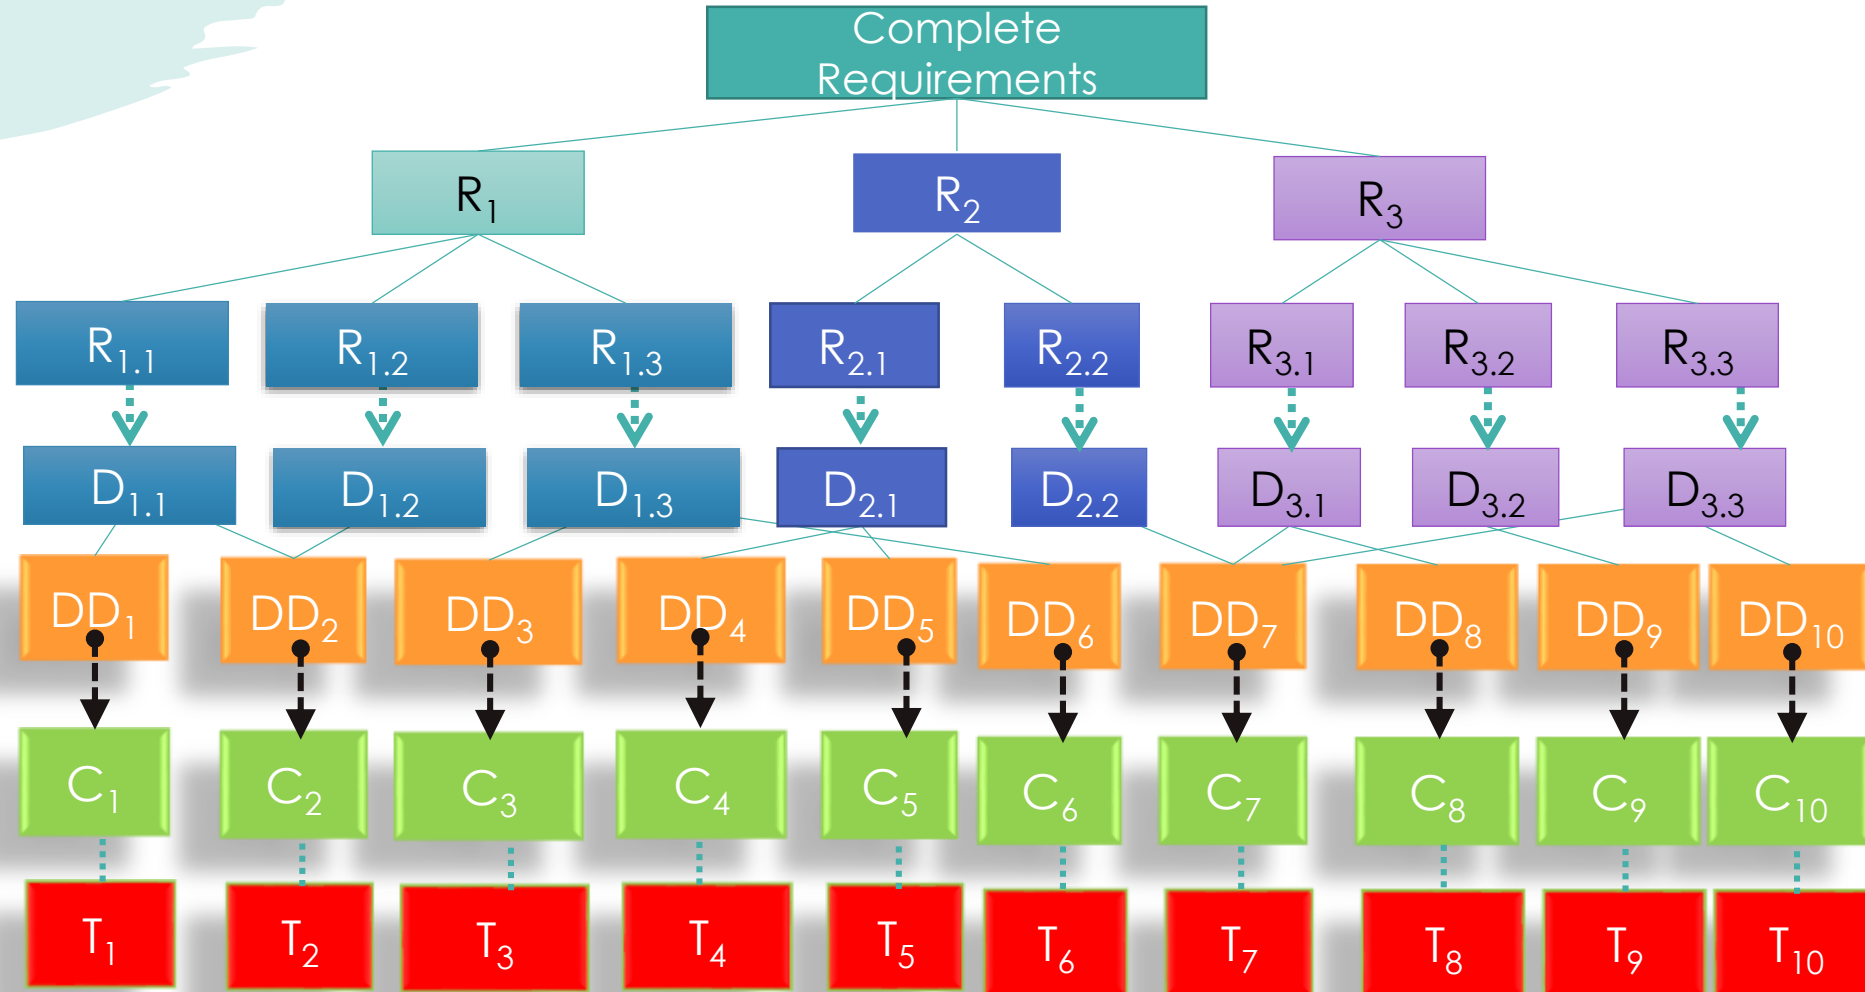 Complete
Requirements
R1 R2 R3
R1.1 R1.2 R1.3 R2.1 R2.2 R3.1 R3.2 R3.3
D1.1 D1.2 D1.3 D2.1 D2.2 D3.1 D3.2 D3.3
DD1 DD2 DD3 DD4 DD5 DD6 DD7 DD8 DD9 DD10
C1 C2 C3 C4 C5 C6 C7 C8 C9 C10
T1 T2 T3 T4 T5 T6 T7 T8 T9 T10